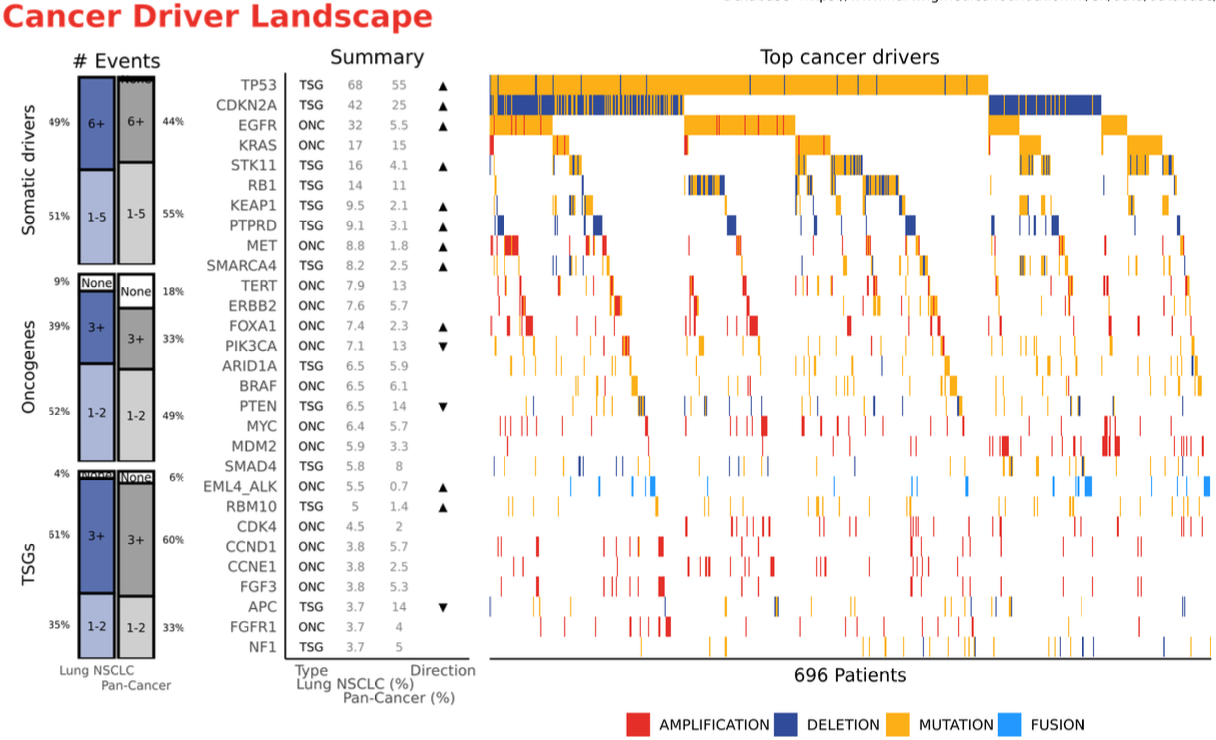 Cancer Driver Landscape
# Events
Summary
Top cancer drivers
Somatic drivers
49%
6+
6+
44%
51%
1-5
1-5
55%
Oncogenes
9%
None
None
18%
39%
3+
3+
33%
52%
1-2
1-2
49%
TSGs
4%
None
None
6%
51%
3+
3+
60%
35%
1-2
1-2
33%
Lung NSCLC
Pan-Cancer
TP53 TSG 68 55 ▲
CDKN2A TSG 42 25 ▲
EGFR ONC 32 5.5 ▲
KRAS ONC 17 15
STK11 TSG 16 4.1 ▲
RB1 TSG 14 11
KEAP1 TSG 9.5 2.1 ▲
PTPRD TSG 9.1 3.1 ▲
MET ONC 8.8 1.8 ▲
SMARCA4 TSG 8.2 2.5 ▲
TERT ONC 7.9 13
ERBB2 ONC 7.6 5.7
FOXA1 ONC 7.4 2.3 ▲
PIK3CA ONC 7.1 13 ▼
ARID1A TSG 6.5 5.9
BRAF ONC 6.5 6.1
PTEN TSG 6.5 14 ▼
MYC ONC 6.4 5.7
MDM2 ONC 5.9 3.3
SMAD4 TSG 5.8 8
EML4_ALK ONC 5.5 0.7 ▲
RBM10 TSG 5 1.4 ▲
CDK4 ONC 4.5 2
CCND1 ONC 3.8 5.7
CCNE1 ONC 3.8 2.5
FGF3 ONC 3.8 5.3
APC TSG 3.7 14 ▼
FGFR1 ONC 3.7 4
NF1 TSG 3.7 5
Type
Direction
Lung NSCLC (%)
Pan-Cancer (%)
696 Patients
AMPLIFICATION
DELETION
MUTATION
FUSION